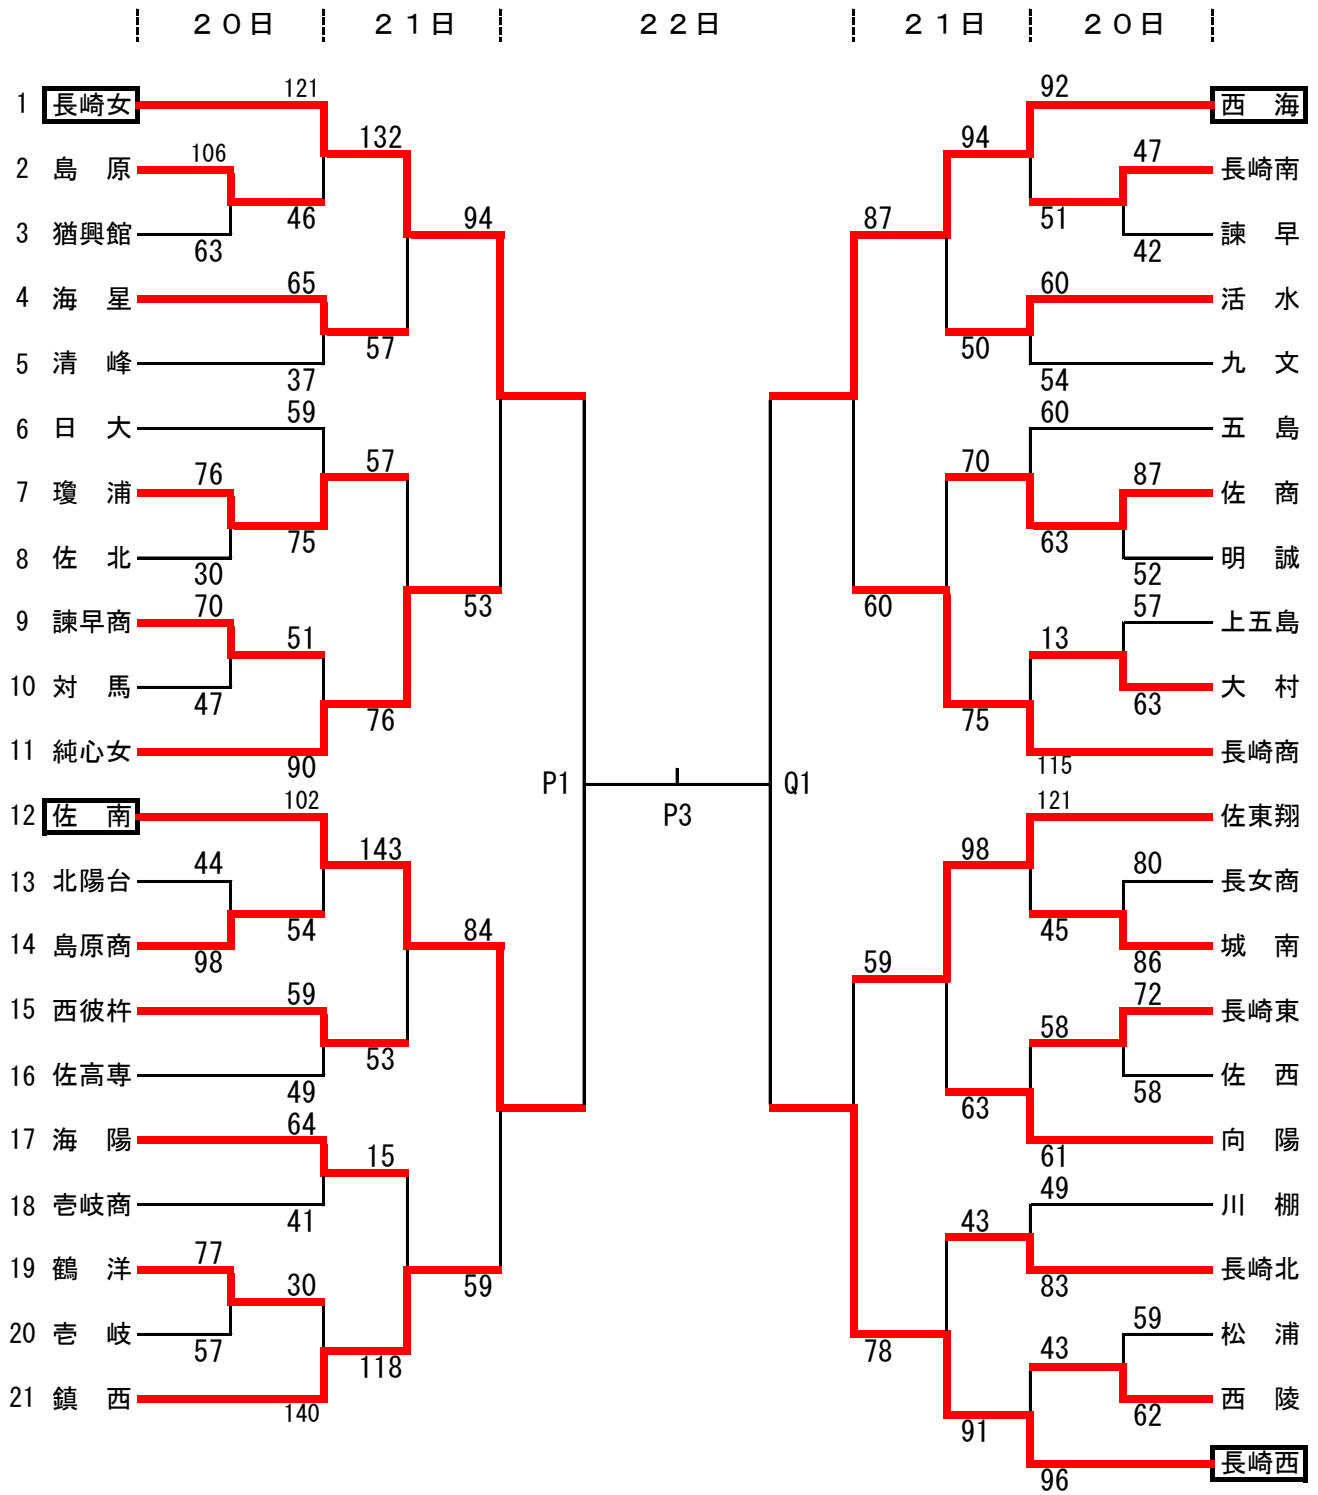 ２０日 ２１日 ２２日 ２１日 ２０日
1 長崎女 121
132
2 島　原 106
46
3 猶興館 63
94
4 海　星 65
57
5 清　峰 37
6 日　大 59
57
7 瓊　浦 76
75
8 佐　北 30
53
9 諫早商 70
51
10 対　馬 47
76
11 純心女 90
12 佐　南 102
143
13 北陽台 44
54
14 島原商 98
84
15 西彼杵 59
53
16 佐高専 49
17 海　陽 64
15
18 壱岐商 41
59
19 鶴　洋 77
30
20 壱　岐 57
118
21 鎮　西 140
P1
P3
Q1
92 西　海
94
47 長崎南
51
42 諫　早
87
60 活　水
50
54 九　文
60 五　島
70
87 佐　商
63
52 明　誠
60
57 上五島
13
63 大　村
75
115 長崎商
121 佐東翔
98
80 長女商
45
86 城　南
59
72 長崎東
58
58 佐　西
63
61 向　陽
49 川　棚
43
83 長崎北
78
59 松　浦
43
62 西　陵
91
96 長崎西